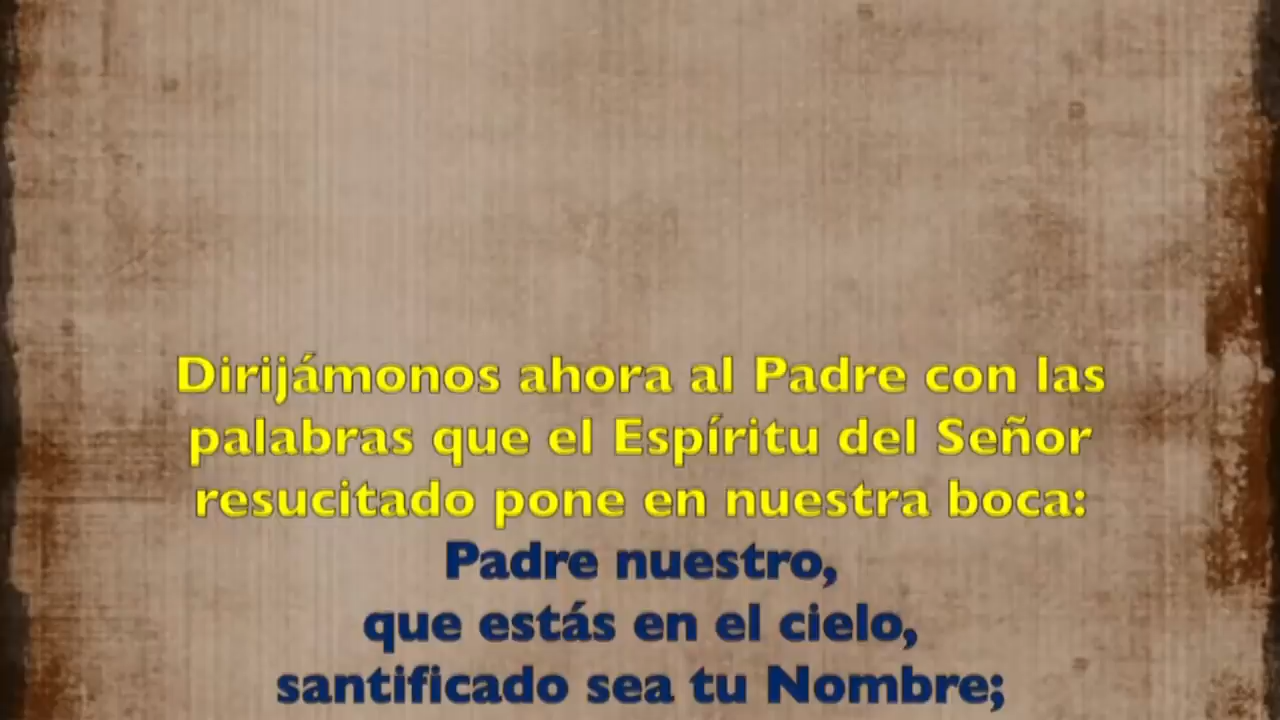 Dirijámonos ahora al Padre con las
palabras que el Espíritu del Señor
resucitado pone en nuestra boca:
Padre nuestro,
que estás en el cielo,
santificado sea tu Nombre;